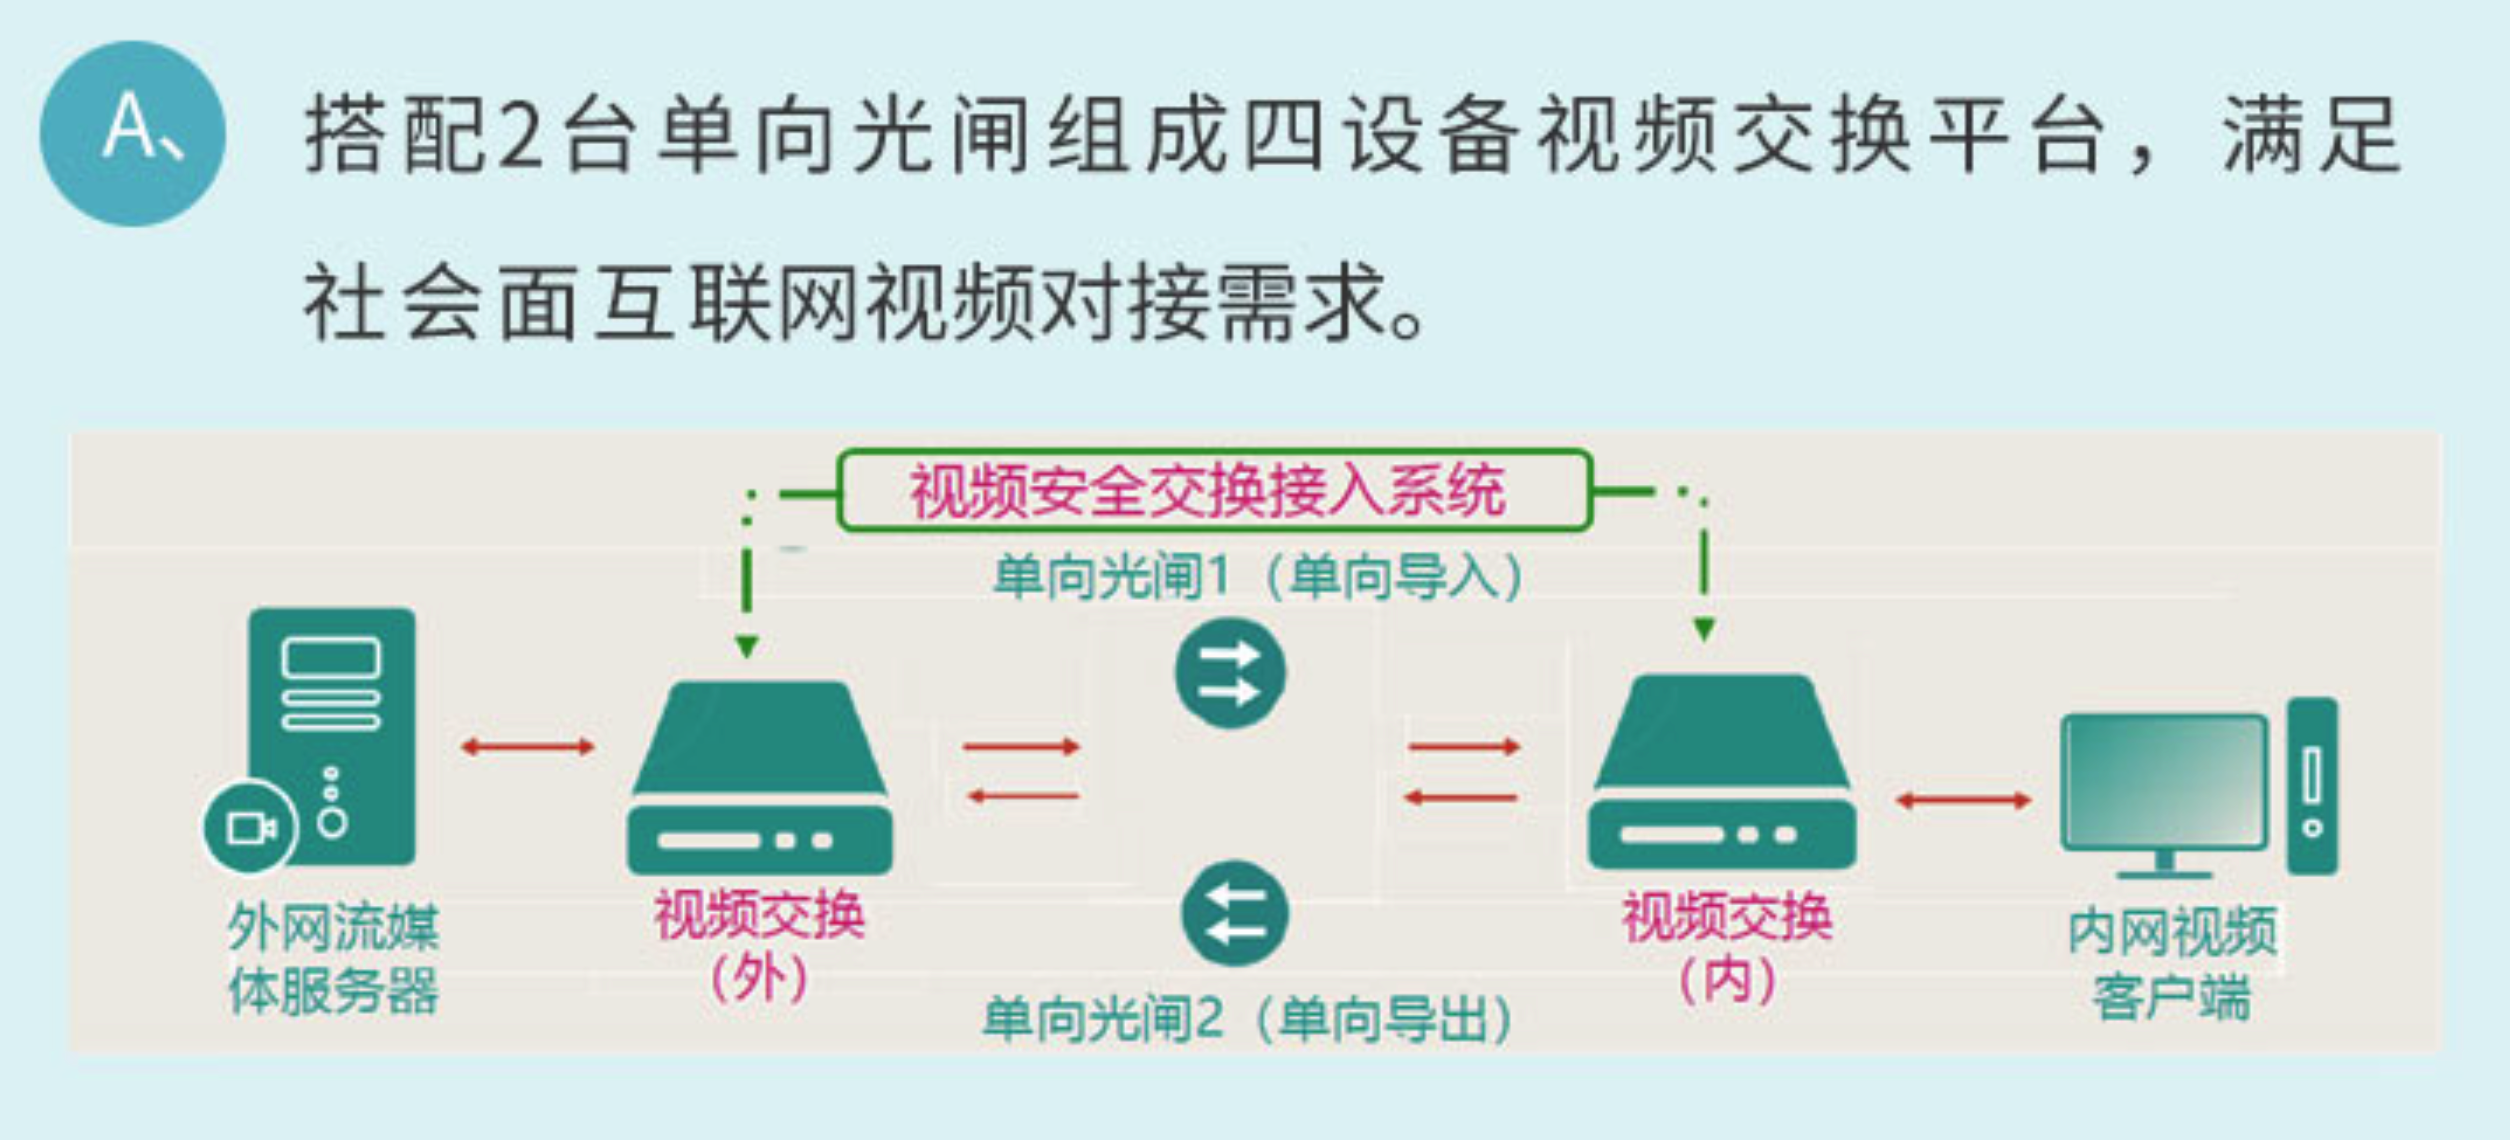 A、
搭配2台单向光闸组成四设备视频交换平台，满足
社会面互联网视频对接需求。
视频安全交换接入系统
单向光闸1（单向导入）
外网流媒
体服务器
视频交换
（外）
单向光闸2（单向导出）
视频交换
（内）
内网视频
客户端